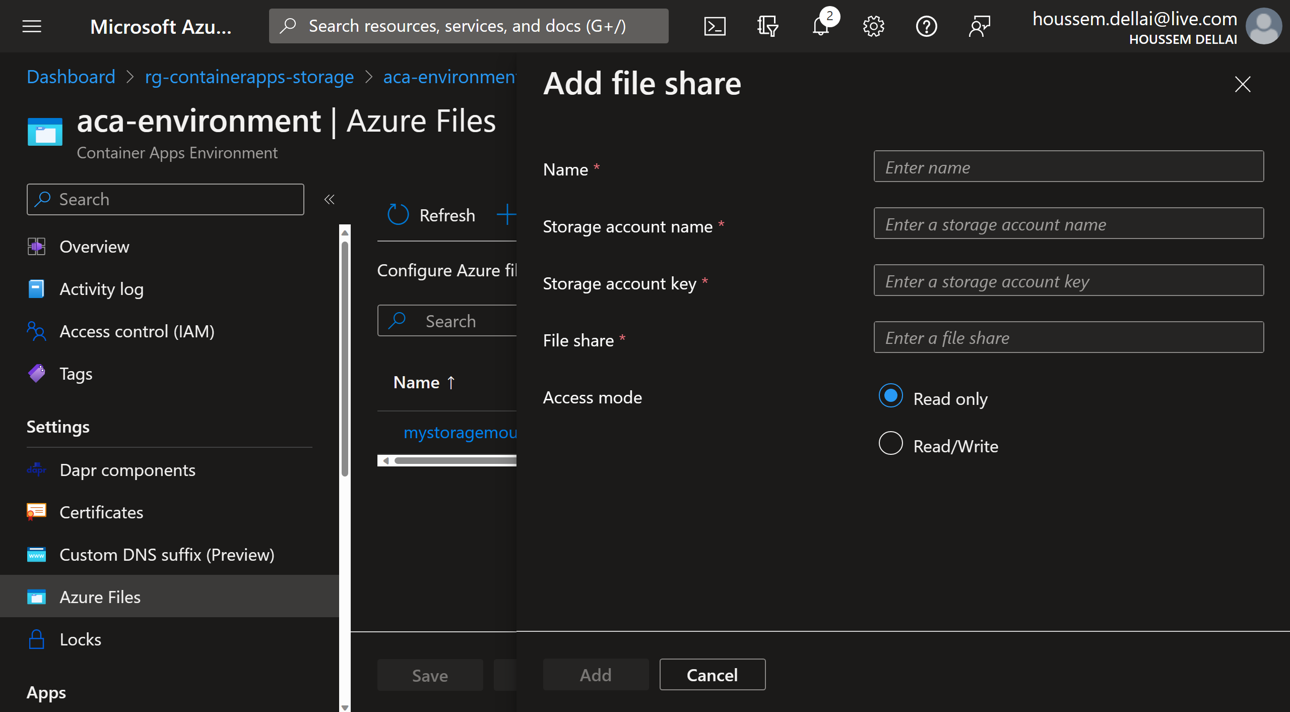 Microsoft Azu...
Search resources, services, and docs (G+/)
2
houssem.dellai@live.com
HOUSSEM DELLAI
Dashboard > rg-containerapps-storage > aca-environment
aca-environment | Azure Files
Container Apps Environment
Search
«
Overview
Activity log
Access control (IAM)
Tags
Settings
Dapr components
Certificates
Custom DNS suffix (Preview)
Azure Files
Locks
Apps
Refresh
Configure Azure fil
Search
Name ↑
mystoragemou
Save
Add file share
Name *
Enter name
Storage account name *
Enter a storage account name
Storage account key *
Enter a storage account key
File share *
Enter a file share
Access mode
Read only
Read/Write
Add
Cancel